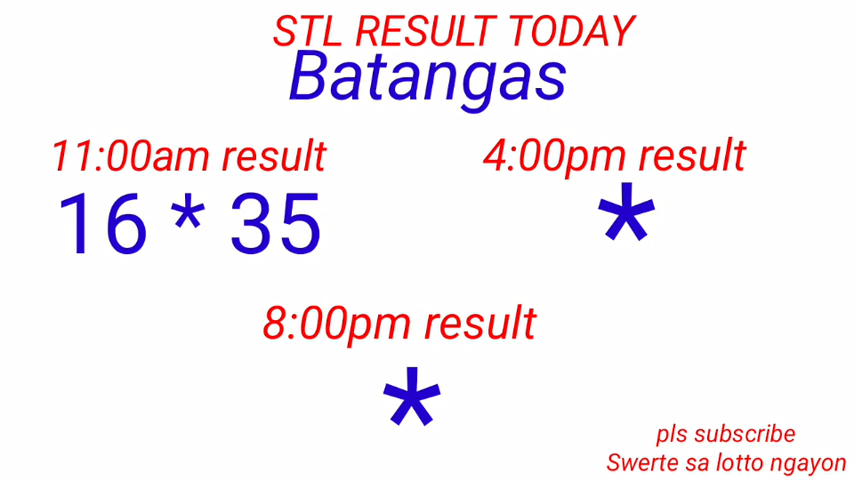 STL RESULT TODAY
Batangas
11:00am result
16 * 35
4:00pm result
*
8:00pm result
*
pls subscribe
Swerte sa lotto ngayon